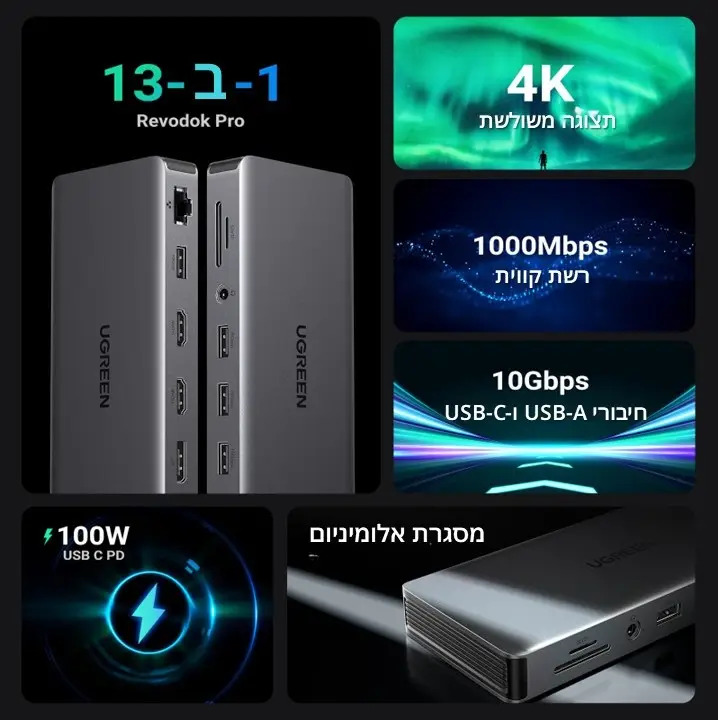 13-ב-1
Revodok Pro
UGREEN
UGREEN
4K
תצוגה משולשת
1000Mbps
רשת קווית
10Gbps
חיבורי USB-A ו-USB-C
100W
USB C PD
מסגרת אלומיניום
UGREEN